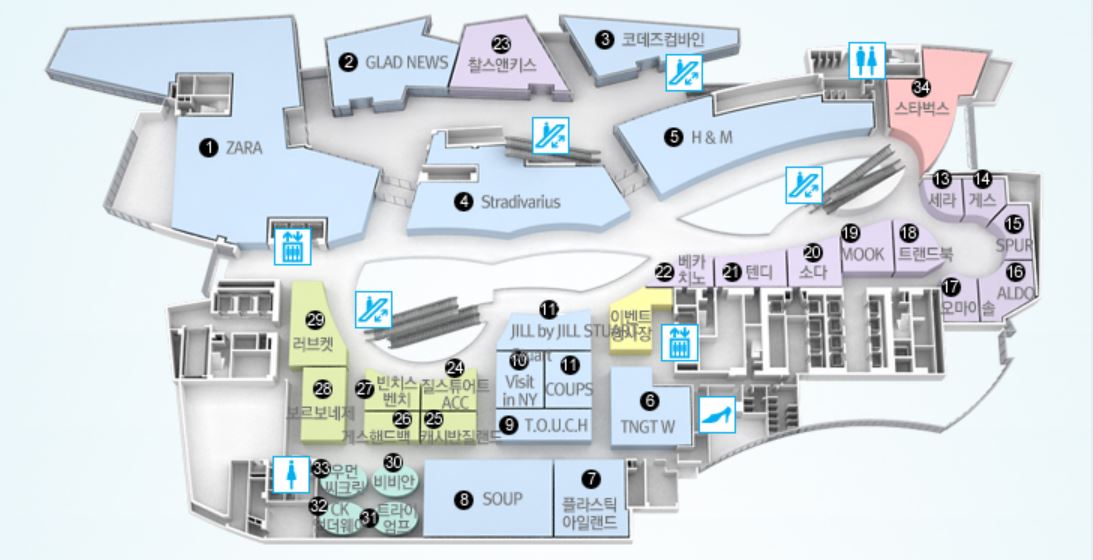 1 ZARA
2 GLAD NEWS
23
찰스앤키스
3 코데즈컴바인
34
스타벅스
5 H & M
4 Stradivarius
13
세라
14
게스
15
SPUR
16
ALDO
17
오마이솔
18
트랜드북
19
MOOK
20
소다
21 텐디
22 베카
치노
이벤트
29
러브켓
28
보르보네제
27 빈치스
벤치
24
질스튜어트
ACC
26
게스핸드백
25
캐시반질랜드
11
JILL by JILL STUART
10
Visit
in NY
11
COUPS
9 T.O.U.C.H
6
TNGT W
33 우먼
씨크릿
30
비비안
32
CK
언더웨어
31 트라이
엄프
8 SOUP
7
플라스틱
아일랜드